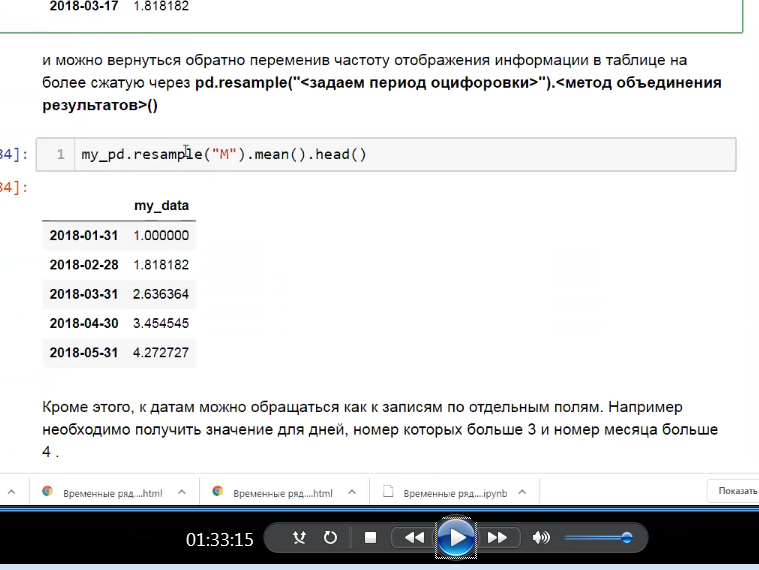 2018-03-17 1.818182
и можно вернуться обратно переменив частоту отображения информации в таблице на
более сжатую через pd.resample("<задаем период оцифоровки>").<метод объединения
результатов>()
34]: 1 my_pd.resample("M").mean().head()
34]:
my_data
2018-01-31 1.000000
2018-02-28 1.818182
2018-03-31 2.636364
2018-04-30 3.454545
2018-05-31 4.272727
Кроме этого, к датам можно обращаться как к записям по отдельным полям. Например
необходимо получить значение для дней, номер которых больше 3 и номер месяца больше
4 .
Временные ряд....html Временные ряд....html Временные ряд....ipynb Показать
01:33:15